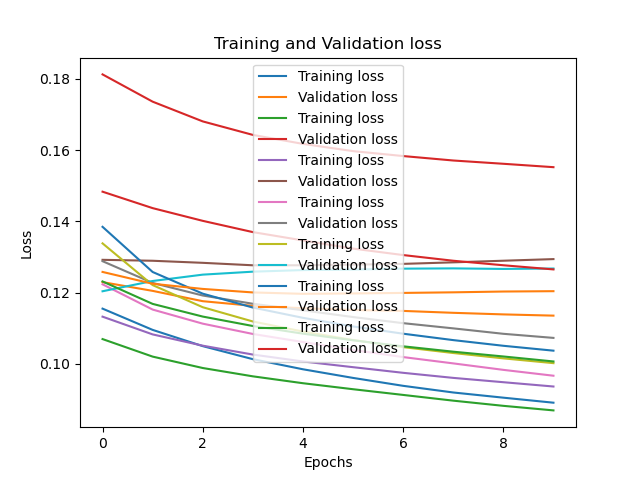 Training and Validation loss
Training loss
Validation loss
Training loss
Validation loss
Training loss
Validation loss
Training loss
Validation loss
Training loss
Validation loss
Training loss
Validation loss
Training loss
Validation loss
0.18
0.16
0.14
0.12
0.10
Loss
0
2
4
6
8
Epochs